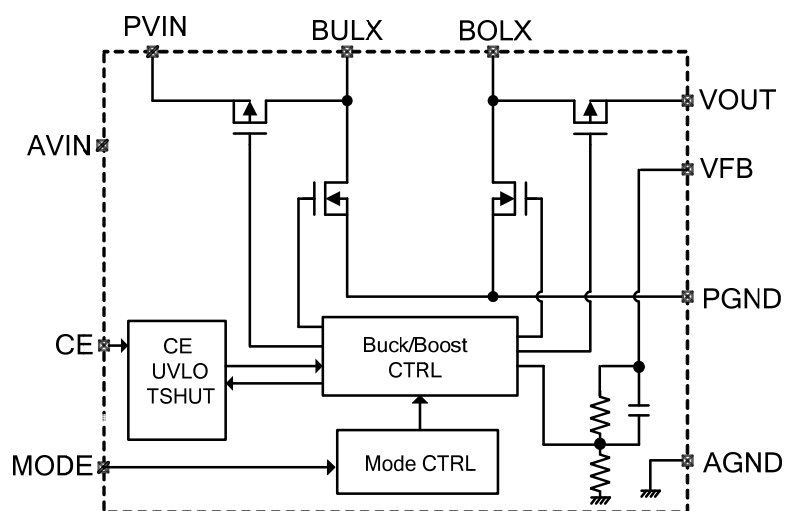 PVIN
BULX
BOLX
VOUT
AVIN
VFB
PGND
CE
CE
UVLO
TSHUT
Buck/Boost
CTRL
MODE
Mode CTRL
AGND